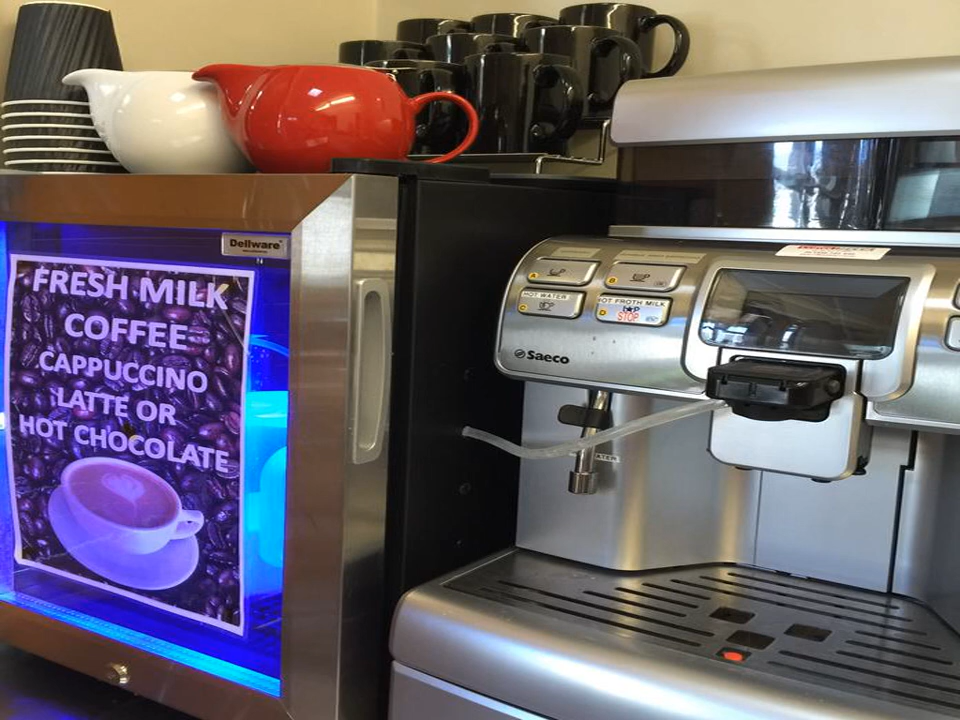 Dellware
FRESH MILK
COFFEE
CAPPUCCINO
LATTE OR
HOT CHOCOLATE
HOT WATER
HOT FROTH MILK
STOP
Saeco